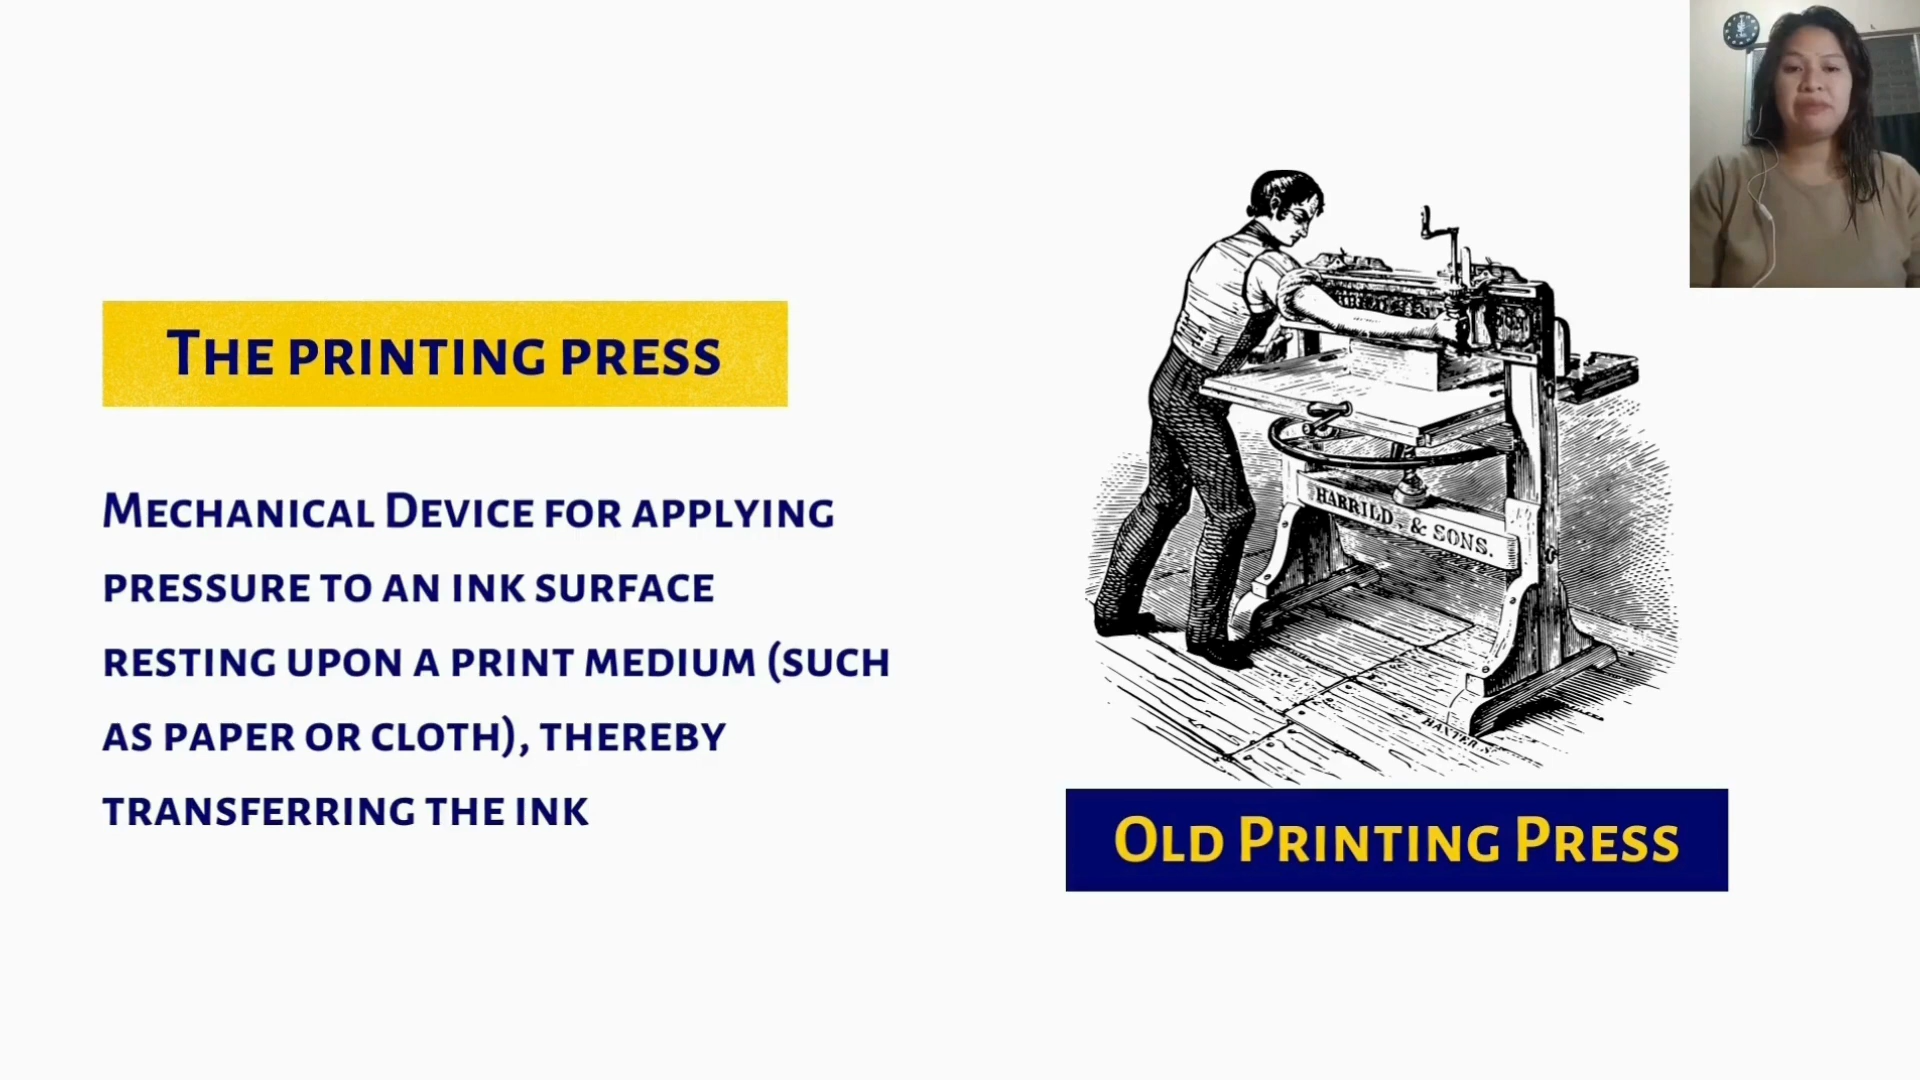 The printing press
Mechanical Device for applying
pressure to an ink surface
resting upon a print medium (such
as paper or cloth), thereby
transferring the ink
HARRILD & SONS.
Old Printing Press